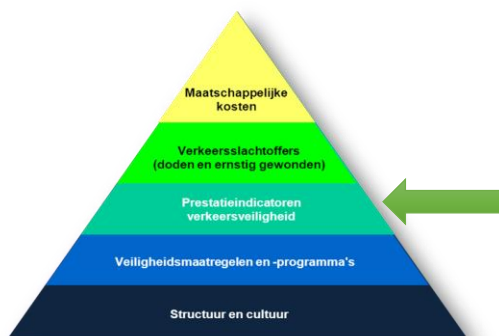 Maatschappelijke
kosten
Verkeersslachtoffers
(doden en ernstig gewonden)
Prestatieindicatoren
verkeersveiligheid
Veiligheidsmaatregelen en -programma's
Structuur en cultuur